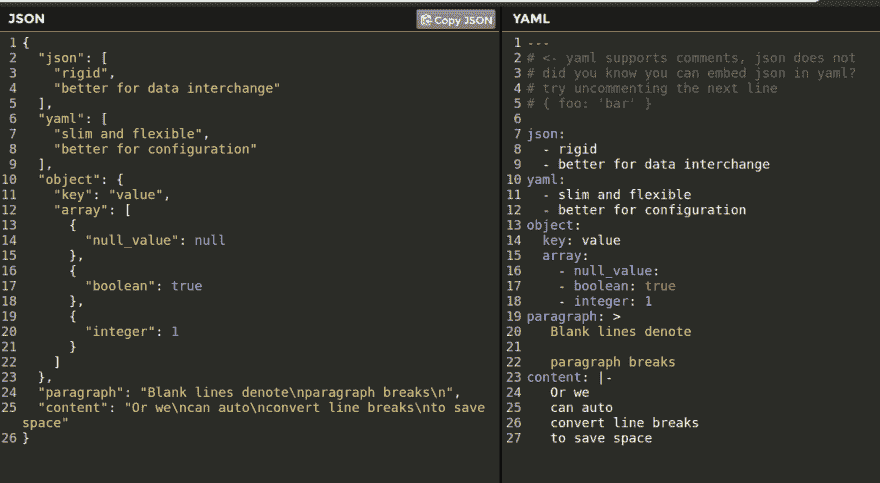 JSON
Copy JSON
1 {
2   "json": [
3     "rigid",
4     "better for data interchange"
5   ],
6   "yaml": [
7     "slim and flexible",
8     "better for configuration"
9   ],
10   "object": {
11     "key": "value",
12     "array": [
13       {
14         "null_value": null
15       },
16       {
17         "boolean": true
18       },
19       {
20         "integer": 1
21       }
22     ]
23   },
24   "paragraph": "Blank lines denote\nparagraph breaks\n",
25   "content": "Or we\ncan auto\nconvert line breaks\nto save
space"
26 }
YAML
1 ---
2 # <- yaml supports comments, json does not
3 # did you know you can embed json in yaml?
4 # try uncommenting the next line
5 # { foo: 'bar' }
6
7 json:
8   - rigid
9   - better for data interchange
10 yaml:
11   - slim and flexible
12   - better for configuration
13 object:
14   key: value
15   array:
16     - null_value:
17     - boolean: true
18     - integer: 1
19 paragraph: >
20    Blank lines denote
21
22    paragraph breaks
23 content: |-
24    Or we
25    can auto
26    convert line breaks
27    to save space